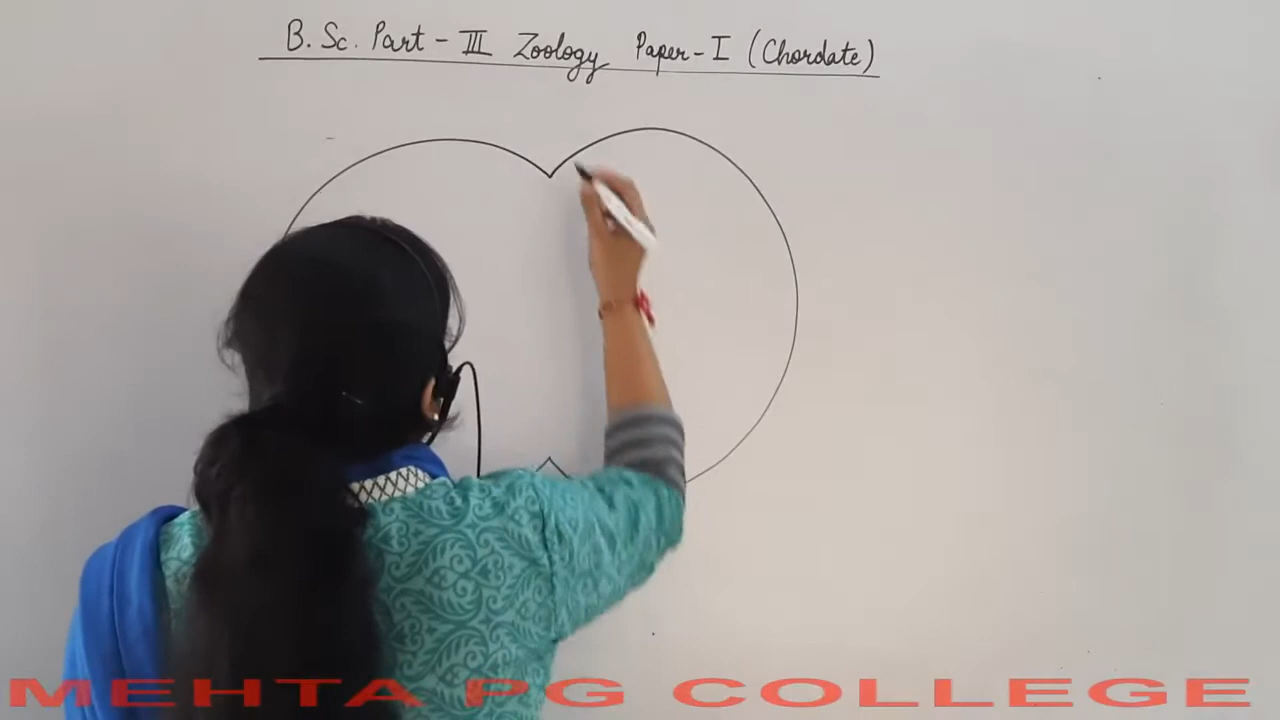 B. Sc. Part - III Zoology Paper - I (Chordate)
MEHTA PG COLLEGE